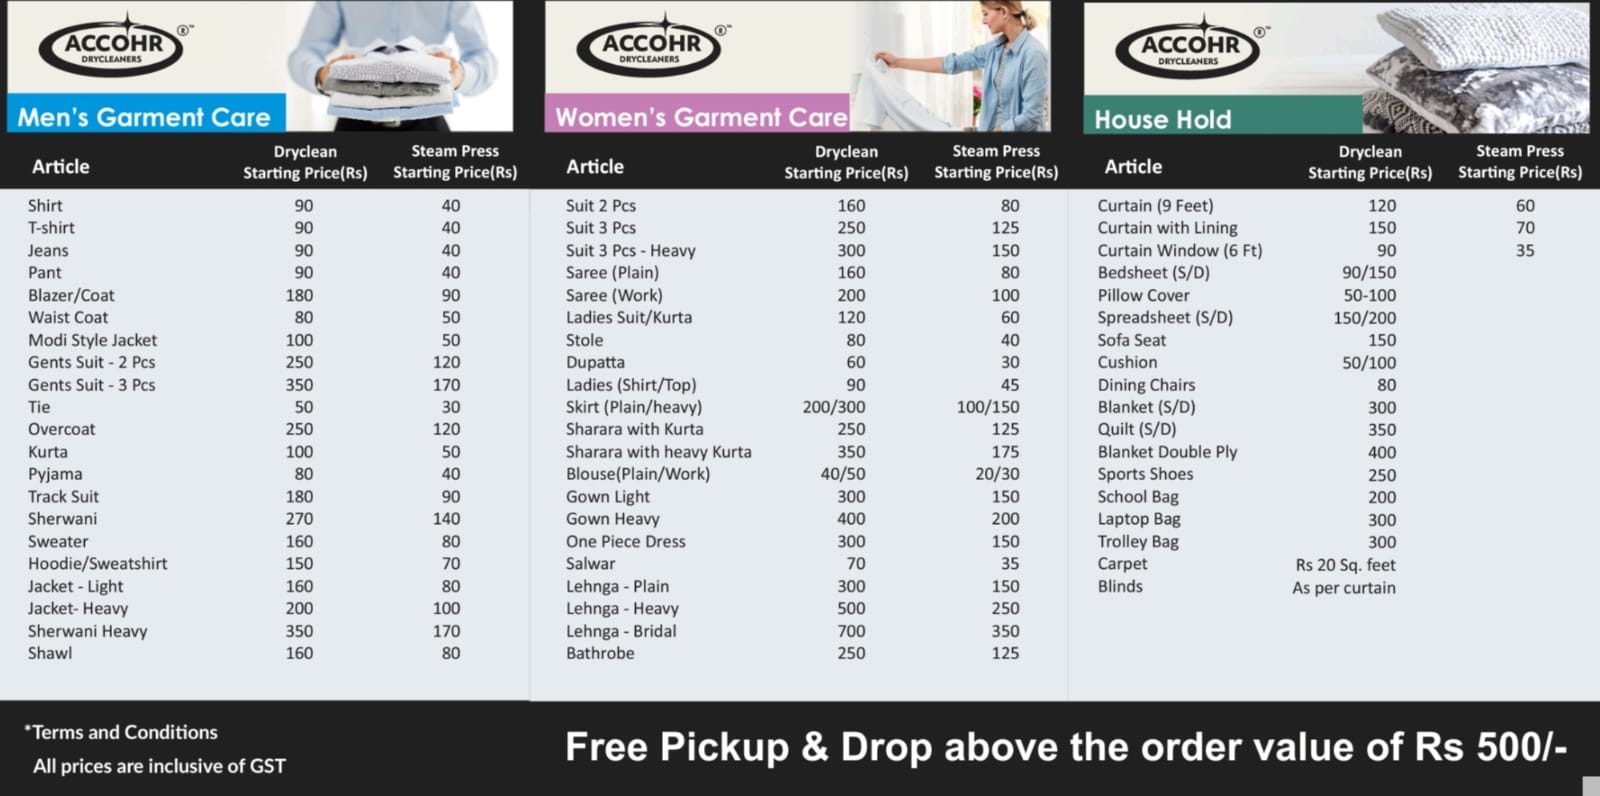 ACCOHR ®™
DRYCLEANERS
Men's Garment Care
Article Dryclean Starting Price(Rs) Steam Press Starting Price(Rs)
Shirt 90 40
T-shirt 90 40
Jeans 90 40
Pant 90 40
Blazer/Coat 180 90
Waist Coat 80 50
Modi Style Jacket 100 50
Gents Suit - 2 Pcs 250 120
Gents Suit - 3 Pcs 350 170
Tie 50 30
Overcoat 250 120
Kurta 100 50
Pyjama 80 40
Track Suit 180 90
Sherwani 270 140
Sweater 160 80
Hoodie/Sweatshirt 150 70
Jacket - Light 160 80
Jacket- Heavy 200 100
Sherwani Heavy 350 170
Shawl 160 80
ACCOHR ®™
DRYCLEANERS
Women's Garment Care
Article Dryclean Starting Price(Rs) Steam Press Starting Price(Rs)
Suit 2 Pcs 160 80
Suit 3 Pcs 250 125
Suit 3 Pcs - Heavy 300 150
Saree (Plain) 160 80
Saree (Work) 200 100
Ladies Suit/Kurta 120 60
Stole 80 40
Dupatta 60 30
Ladies (Shirt/Top) 90 45
Skirt (Plain/heavy) 200/300 100/150
Sharara with Kurta 250 125
Sharara with heavy Kurta 350 175
Blouse(Plain/Work) 40/50 20/30
Gown Light 300 150
Gown Heavy 400 200
One Piece Dress 300 150
Salwar 70 35
Lehnga - Plain 300 150
Lehnga - Heavy 500 250
Lehnga - Bridal 700 350
Bathrobe 250 125
ACCOHR ®™
DRYCLEANERS
House Hold
Article Dryclean Starting Price(Rs) Steam Press Starting Price(Rs)
Curtain (9 Feet) 120 60
Curtain with Lining 150 70
Curtain Window (6 Ft) 90 35
Bedsheet (S/D) 90/150
Pillow Cover 50-100
Spreadsheet (S/D) 150/200
Sofa Seat 150
Cushion 50/100
Dining Chairs 80
Blanket (S/D) 300
Quilt (S/D) 350
Blanket Double Ply 400
Sports Shoes 250
School Bag 200
Laptop Bag 300
Trolley Bag 300
Carpet Rs 20 Sq. feet
Blinds As per curtain
*Terms and Conditions
All prices are inclusive of GST
Free Pickup & Drop above the order value of Rs 500/-